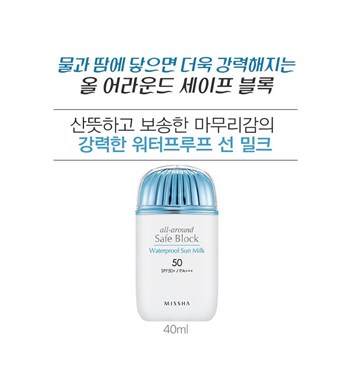 물과 땀에 닿으면 더욱 강력해지는
올 어라운드 세이프 블록
산뜻하고 보송한 마무리감의
강력한 워터프루프 선 밀크
all-around
Safe Block
Waterproof Sun Milk
50
SPF50+ / PA+++
MISSHA
40ml